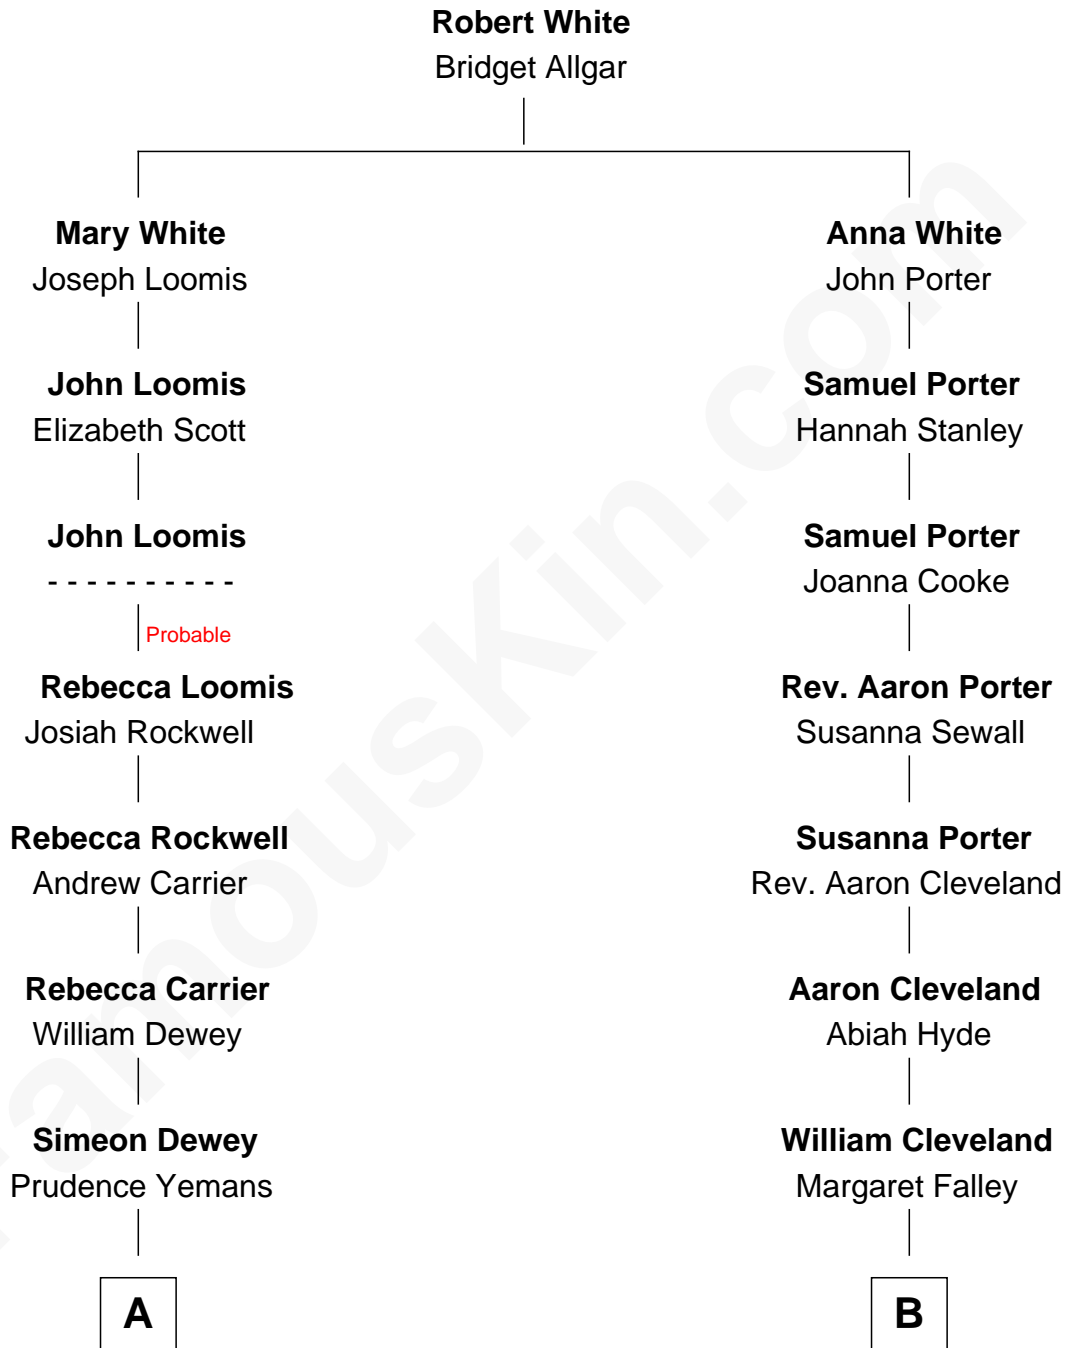 Robert White
Bridget Allgar
Mary White
Joseph Loomis
John Loomis
Elizabeth Scott
John Loomis
- - - - - - - - - -
Probable
Rebecca Loomis
Josiah Rockwell
Rebecca Rockwell
Andrew Carrier
Rebecca Carrier
William Dewey
Simeon Dewey
Prudence Yemans
A
Anna White
John Porter
Samuel Porter
Hannah Stanley
Samuel Porter
Joanna Cooke
Rev. Aaron Porter
Susanna Sewall
Susanna Porter
Rev. Aaron Cleveland
Aaron Cleveland
Abiah Hyde
William Cleveland
Margaret Falley
B
FamousKin.com